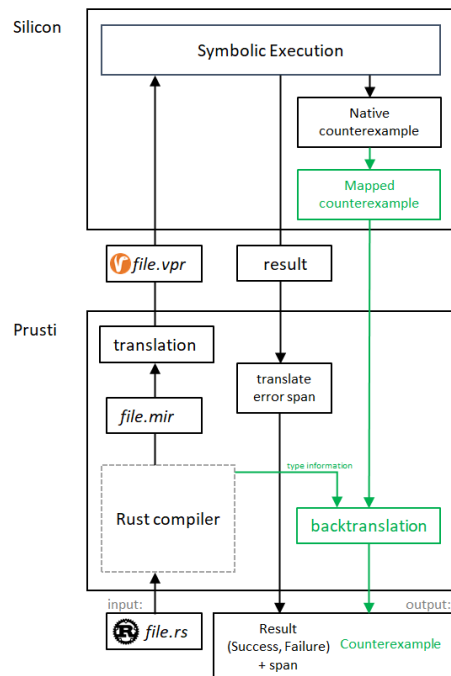 Silicon
Symbolic Execution
Native
counterexample
Mapped
counterexample
file.vpr
result
Prusti
translation
translate
error span
file.mir
type information
Rust compiler
backtranslation
input:
output:
R file.rs
Result
(Success, Failure)
+ span
Counterexample